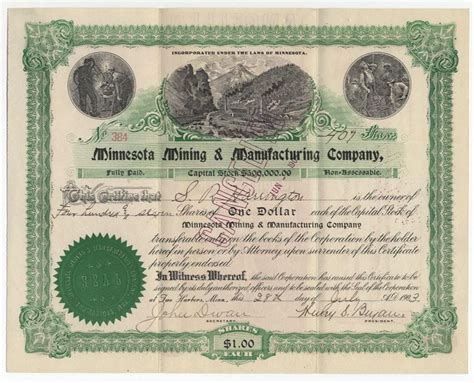 INCORPORATED UNDER THE LAWS OF MINNESOTA.
No 384
407 Shares
Minnesota Mining & Manufacturing Company,
Fully Paid.
Capital Stock $500,000.00
Non-Assessable.
CANCELLED
This Certifies that S. D. is the owner of
Four hundred & Seven Shares of One Dollar each of the Capital Stock of
Minnesota Mining & Manufacturing Company
transferable only on the books of the Corporation by the holder
hereof in person or by Attorney upon surrender of this Certificate
properly endorsed.
In Witness Whereof, the said Corporation has caused this Certificate to be
signed by its duly authorized officers and to be sealed with the Seal of the Corporation
at Two Harbors, Minn. this 28th day of July A.D. 1903
John Dwan
SECRETARY
Henry S. Bryan
PRESIDENT
SHARES
$1.00
EACH